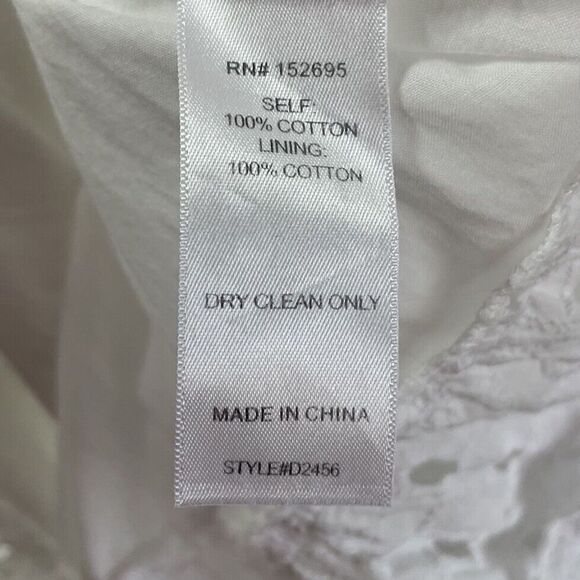 RN# 152695
SELF:
100% COTTON
LINING:
100% COTTON
DRY CLEAN ONLY
MADE IN CHINA
STYLE#D2456